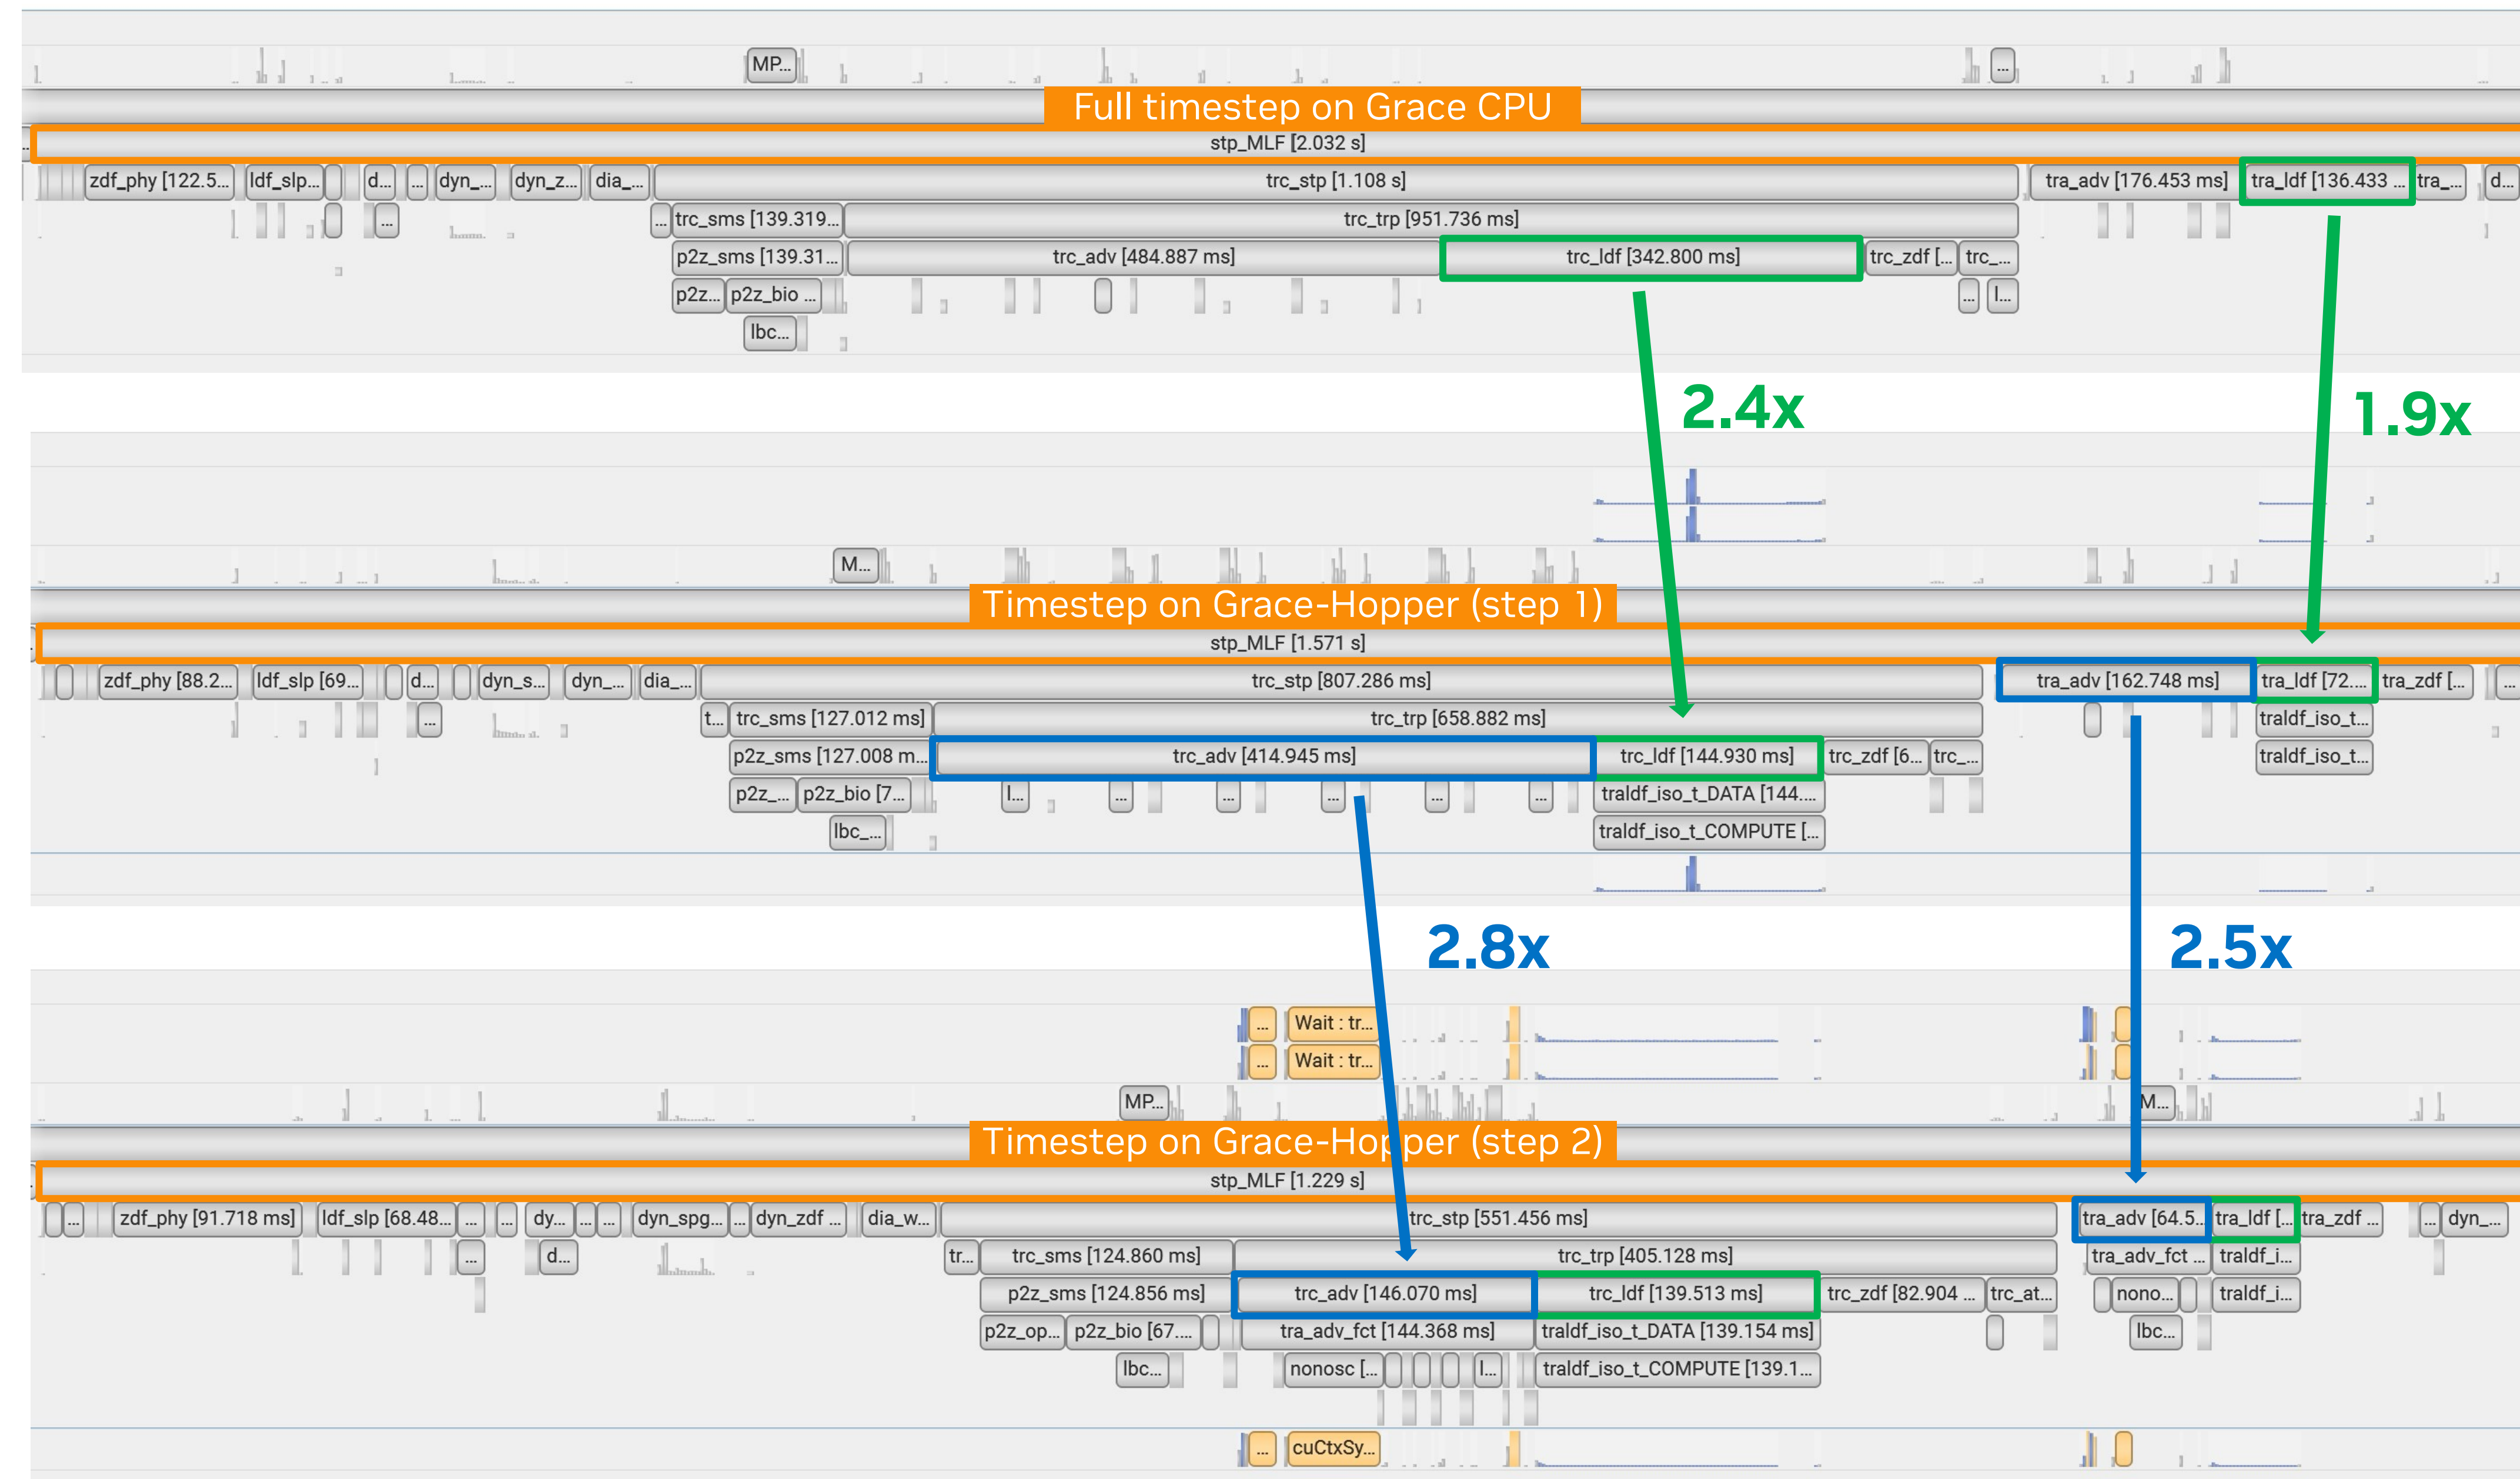 MP... ...
Full timestep on Grace CPU
stp_MLF [2.032 s]
zdf_phy [122.5... ldf_slp... d... ... dyn_... dyn_z... dia_... trc_stp [1.108 s] tra_adv [176.453 ms] tra_ldf [136.433 ... tra_... d...
... ... trc_sms [139.319... trc_trp [951.736 ms]
p2z_sms [139.31... trc_adv [484.887 ms] trc_ldf [342.800 ms] trc_zdf [... trc_...
p2z... p2z_bio ... ... l...
lbc...
2.4x 1.9x
M...
Timestep on Grace-Hopper (step 1)
stp_MLF [1.571 s]
zdf_phy [88.2... ldf_slp [69... d... dyn_s... dyn_... dia_... trc_stp [807.286 ms] tra_adv [162.748 ms] tra_ldf [72.... tra_zdf [... ...
... t... trc_sms [127.012 ms] trc_trp [658.882 ms] traldf_iso_t...
p2z_sms [127.008 m... trc_adv [414.945 ms] trc_ldf [144.930 ms] trc_zdf [6... trc_... traldf_iso_t...
p2z_... p2z_bio [7... l... ... ... ... ... ... traldf_iso_t_DATA [144....
lbc_... traldf_iso_t_COMPUTE [...
2.8x 2.5x
... Wait : tr...
... Wait : tr...
MP... M...
Timestep on Grace-Hopper (step 2)
stp_MLF [1.229 s]
... zdf_phy [91.718 ms] ldf_slp [68.48... ... ... dy... ... ... dyn_spg... ... dyn_zdf ... dia_w... trc_stp [551.456 ms] tra_adv [64.5... tra_ldf [... tra_zdf ... ... dyn_...
... d... tr... trc_sms [124.860 ms] trc_trp [405.128 ms] tra_adv_fct ... traldf_i...
p2z_sms [124.856 ms] trc_adv [146.070 ms] trc_ldf [139.513 ms] trc_zdf [82.904 ... trc_at... nono... traldf_i...
p2z_op... p2z_bio [67.... tra_adv_fct [144.368 ms] traldf_iso_t_DATA [139.154 ms] lbc...
lbc... nonosc [... l... traldf_iso_t_COMPUTE [139.1...
... cuCtxSy...